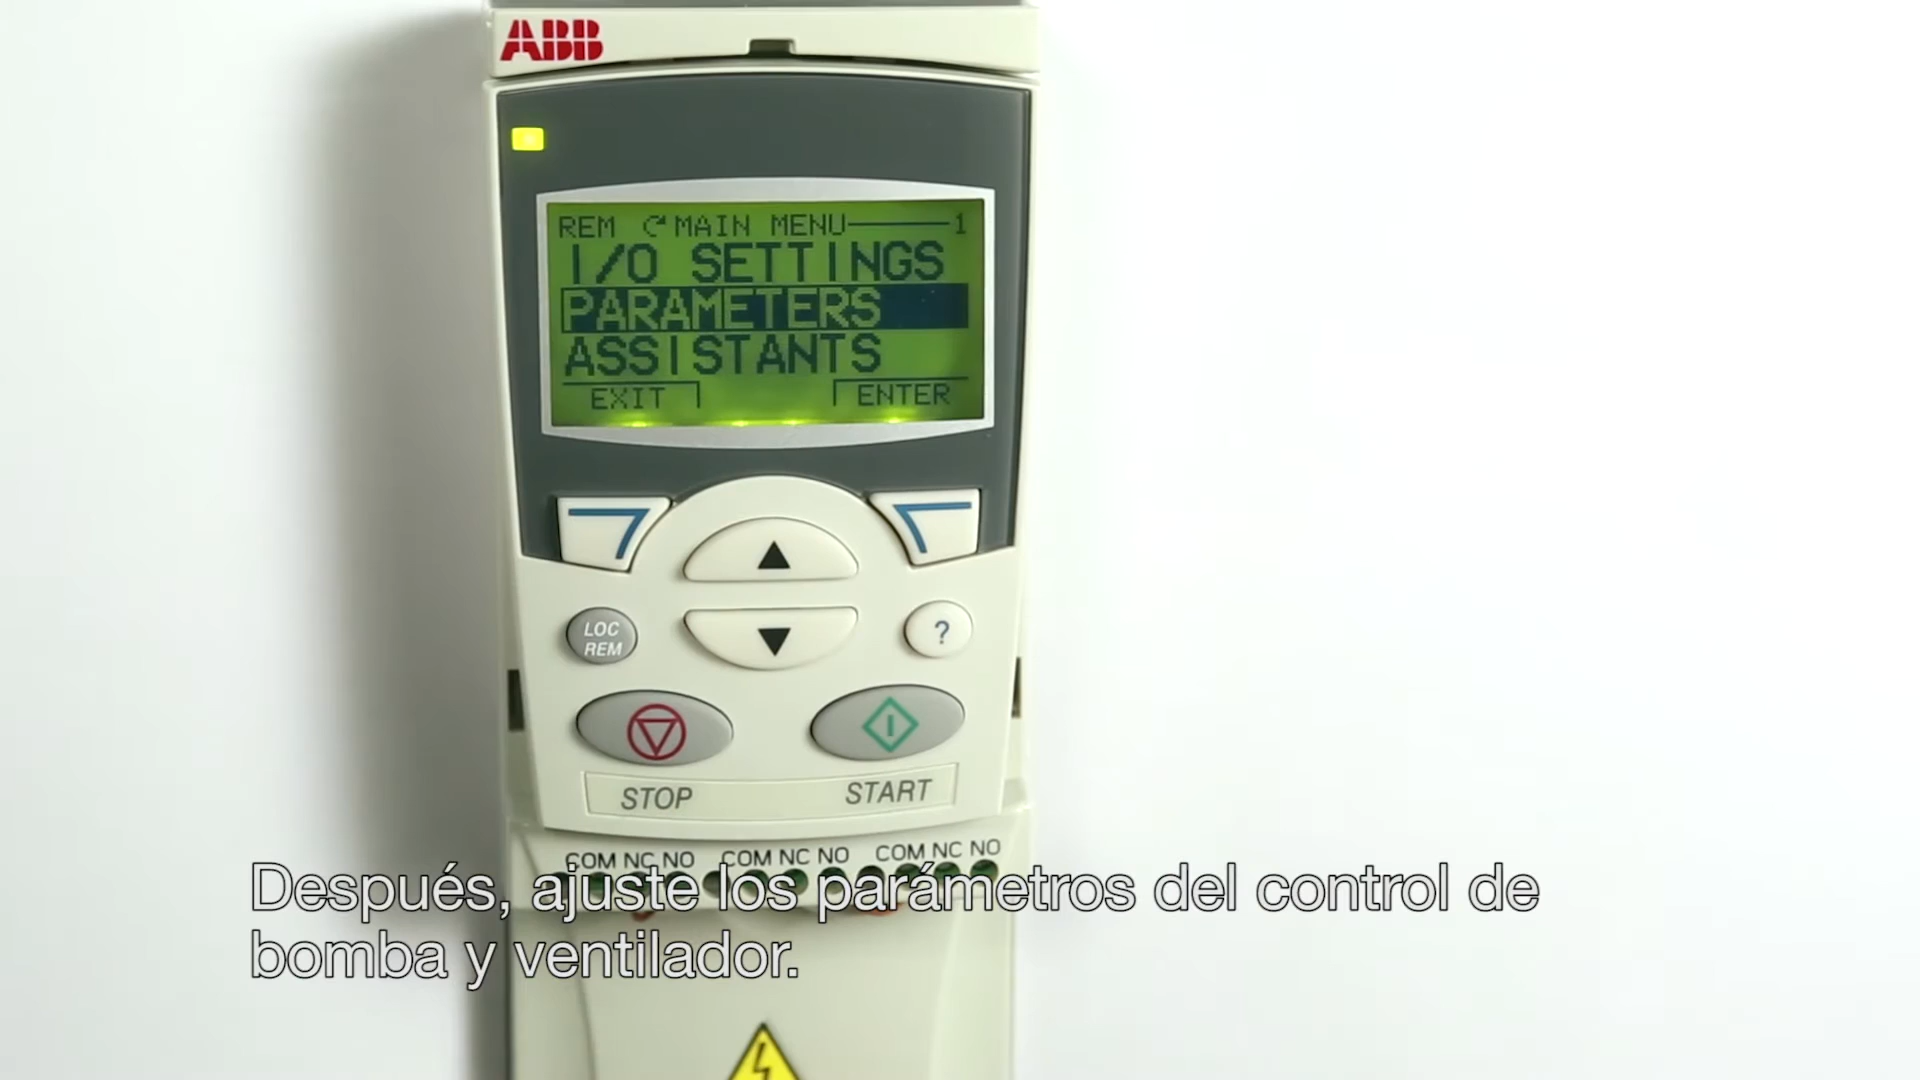 ABB
REM MAIN MENU 1
I/O SETTINGS
PARAMETERS
ASSISTANTS
EXIT ENTER
LOC
REM
?
STOP START
COM NC NO COM NC NO COM NC NO
Después, ajuste los parámetros del control de
bomba y ventilador.